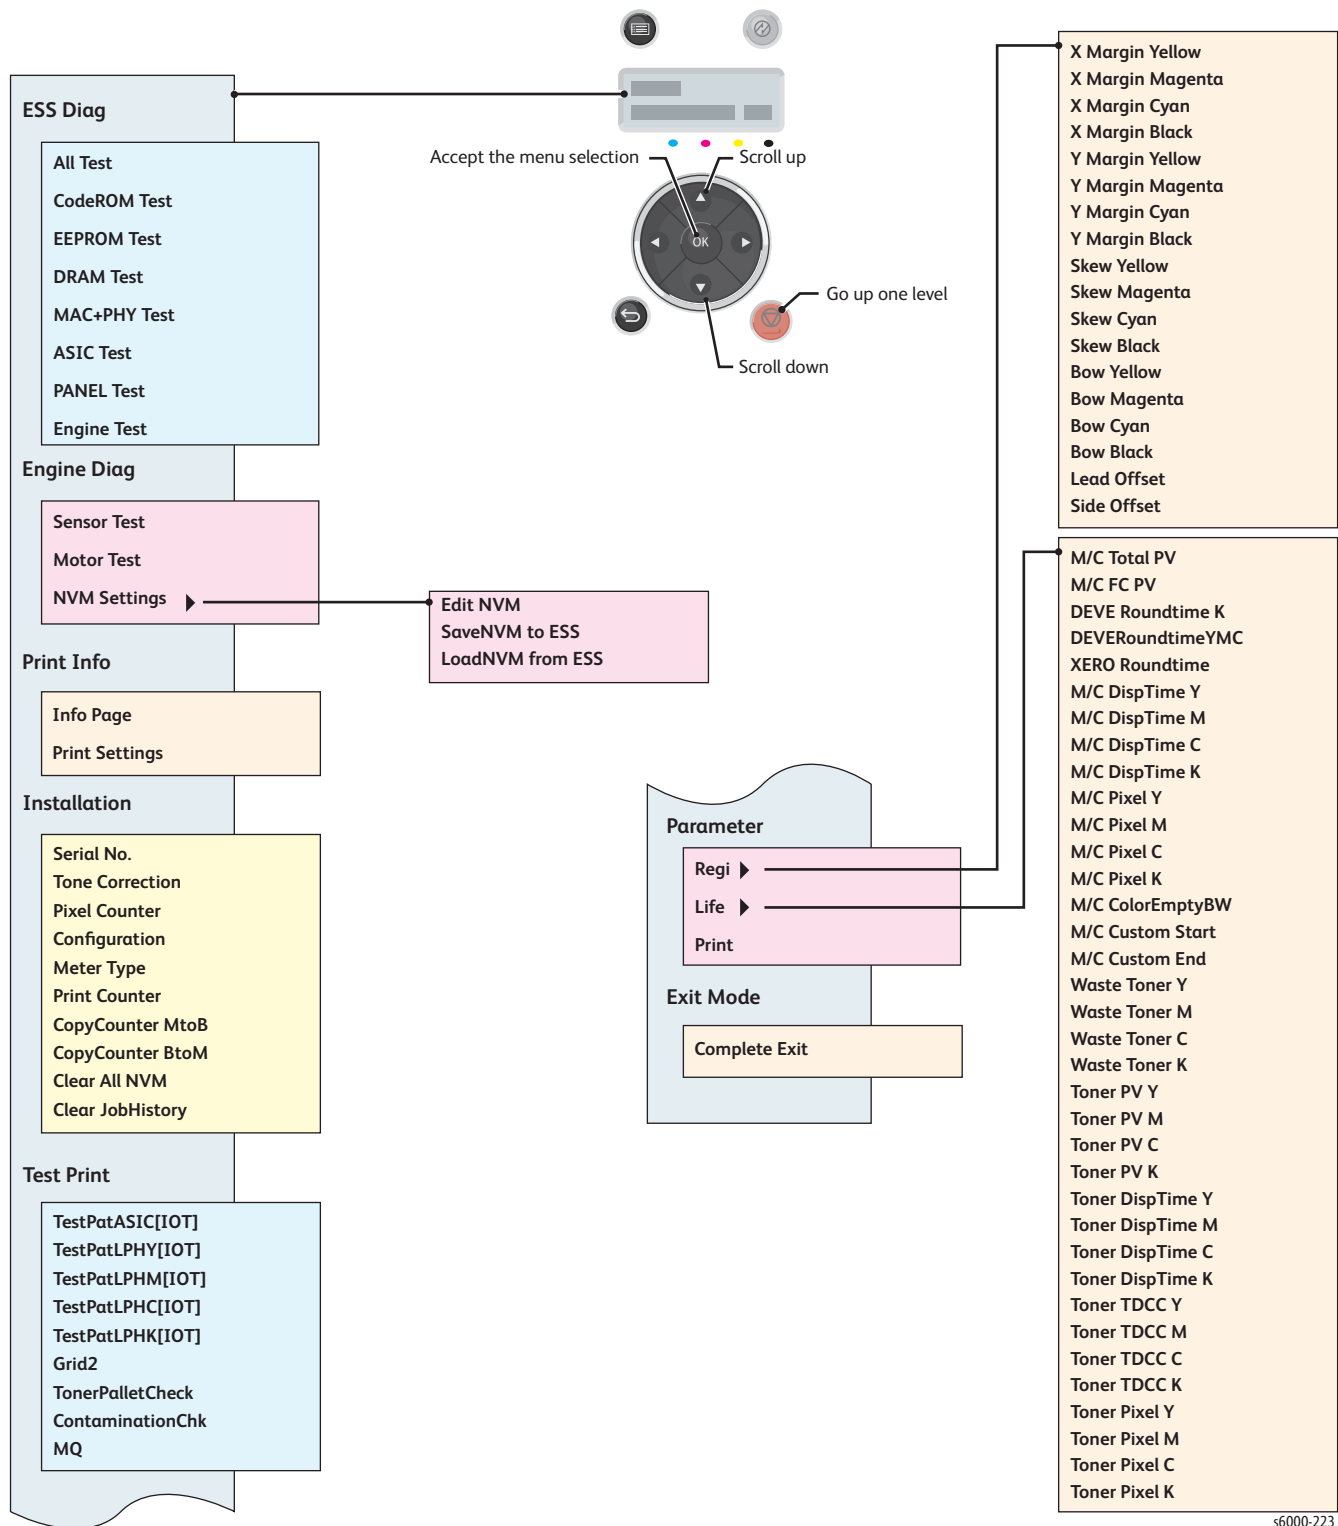 ESS Diag
All Test
CodeROM Test
EEPROM Test
DRAM Test
MAC+PHY Test
ASIC Test
PANEL Test
Engine Test
Engine Diag
Sensor Test
Motor Test
NVM Settings
Edit NVM
SaveNVM to ESS
LoadNVM from ESS
Print Info
Info Page
Print Settings
Installation
Serial No.
Tone Correction
Pixel Counter
Configuration
Meter Type
Print Counter
CopyCounter MtoB
CopyCounter BtoM
Clear All NVM
Clear JobHistory
Test Print
TestPatASIC[IOT]
TestPatLPHY[IOT]
TestPatLPHM[IOT]
TestPatLPHC[IOT]
TestPatLPHK[IOT]
Grid2
TonerPalletCheck
ContaminationChk
MQ
Accept the menu selection
Scroll up
OK
Go up one level
Scroll down
Parameter
Regi
Life
Print
Exit Mode
Complete Exit
X Margin Yellow
X Margin Magenta
X Margin Cyan
X Margin Black
Y Margin Yellow
Y Margin Magenta
Y Margin Cyan
Y Margin Black
Skew Yellow
Skew Magenta
Skew Cyan
Skew Black
Bow Yellow
Bow Magenta
Bow Cyan
Bow Black
Lead Offset
Side Offset
M/C Total PV
M/C FC PV
DEVE Roundtime K
DEVERoundtimeYMC
XERO Roundtime
M/C DispTime Y
M/C DispTime M
M/C DispTime C
M/C DispTime K
M/C Pixel Y
M/C Pixel M
M/C Pixel C
M/C Pixel K
M/C ColorEmptyBW
M/C Custom Start
M/C Custom End
Waste Toner Y
Waste Toner M
Waste Toner C
Waste Toner K
Toner PV Y
Toner PV M
Toner PV C
Toner PV K
Toner DispTime Y
Toner DispTime M
Toner DispTime C
Toner DispTime K
Toner TDCC Y
Toner TDCC M
Toner TDCC C
Toner TDCC K
Toner Pixel Y
Toner Pixel M
Toner Pixel C
Toner Pixel K
s6000-223